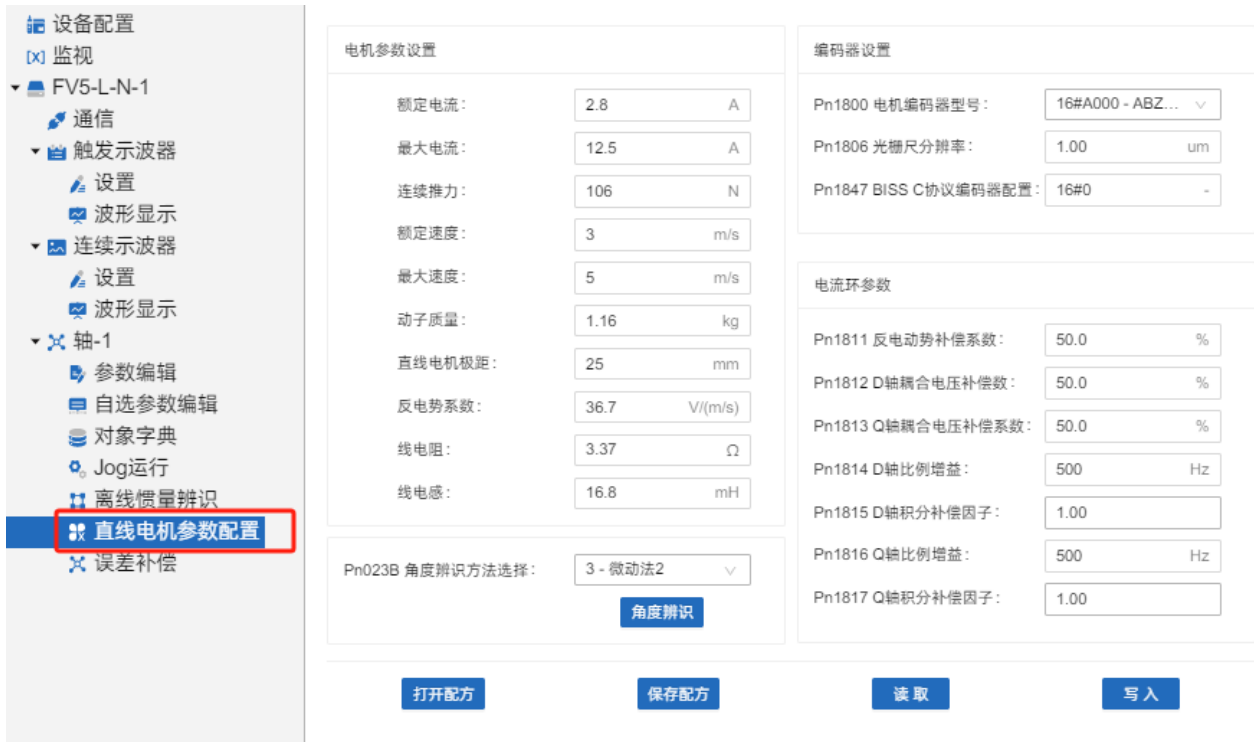 设备配置
[x] 监视
FV5-L-N-1
通信
触发示波器
设置
波形显示
连续示波器
设置
波形显示
轴-1
参数编辑
自选参数编辑
对象字典
Jog运行
离线惯量辨识
直线电机参数配置
误差补偿
电机参数设置
额定电流: 2.8 A
最大电流: 12.5 A
连续推力: 106 N
额定速度: 3 m/s
最大速度: 5 m/s
动子质量: 1.16 kg
直线电机极距: 25 mm
反电势系数: 36.7 V/(m/s)
线电阻: 3.37 Ω
线电感: 16.8 mH
Pn023B 角度辨识方法选择: 3 - 微动法2
角度辨识
编码器设置
Pn1800 电机编码器型号: 16#A000 - ABZ...
Pn1806 光栅尺分辨率: 1.00 um
Pn1847 BISS C协议编码器配置: 16#0 -
电流环参数
Pn1811 反电动势补偿系数: 50.0 %
Pn1812 D轴耦合电压补偿数: 50.0 %
Pn1813 Q轴耦合电压补偿系数: 50.0 %
Pn1814 D轴比例增益: 500 Hz
Pn1815 D轴积分补偿因子: 1.00
Pn1816 Q轴比例增益: 500 Hz
Pn1817 Q轴积分补偿因子: 1.00
打开配方 保存配方 读取 写入